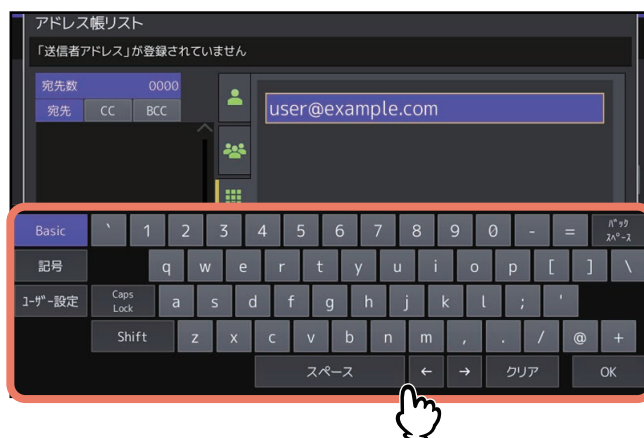 アドレス帳リスト
「送信者アドレス」が登録されていません
宛先数 0000
宛先 CC BCC
user@example.com
Basic ` 1 2 3 4 5 6 7 8 9 0 - = ﾊﾞｯｸｽﾍﾟｰｽ
記号 q w e r t y u i o p [ ] \
ﾕｰｻﾞｰ設定 Caps Lock a s d f g h j k l ; '
Shift z x c v b n m , . / @ +
スペース ← → クリア OK